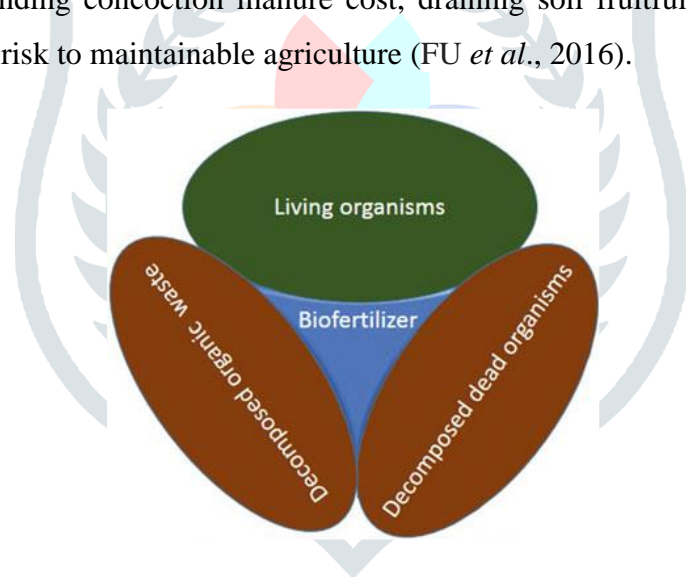 concoction manure cost, draining soil
risk to maintainable agriculture (FU et al., 2016).
Living organisms
Biofertilizer
Decomposed organic waste
Decomposed dead organisms